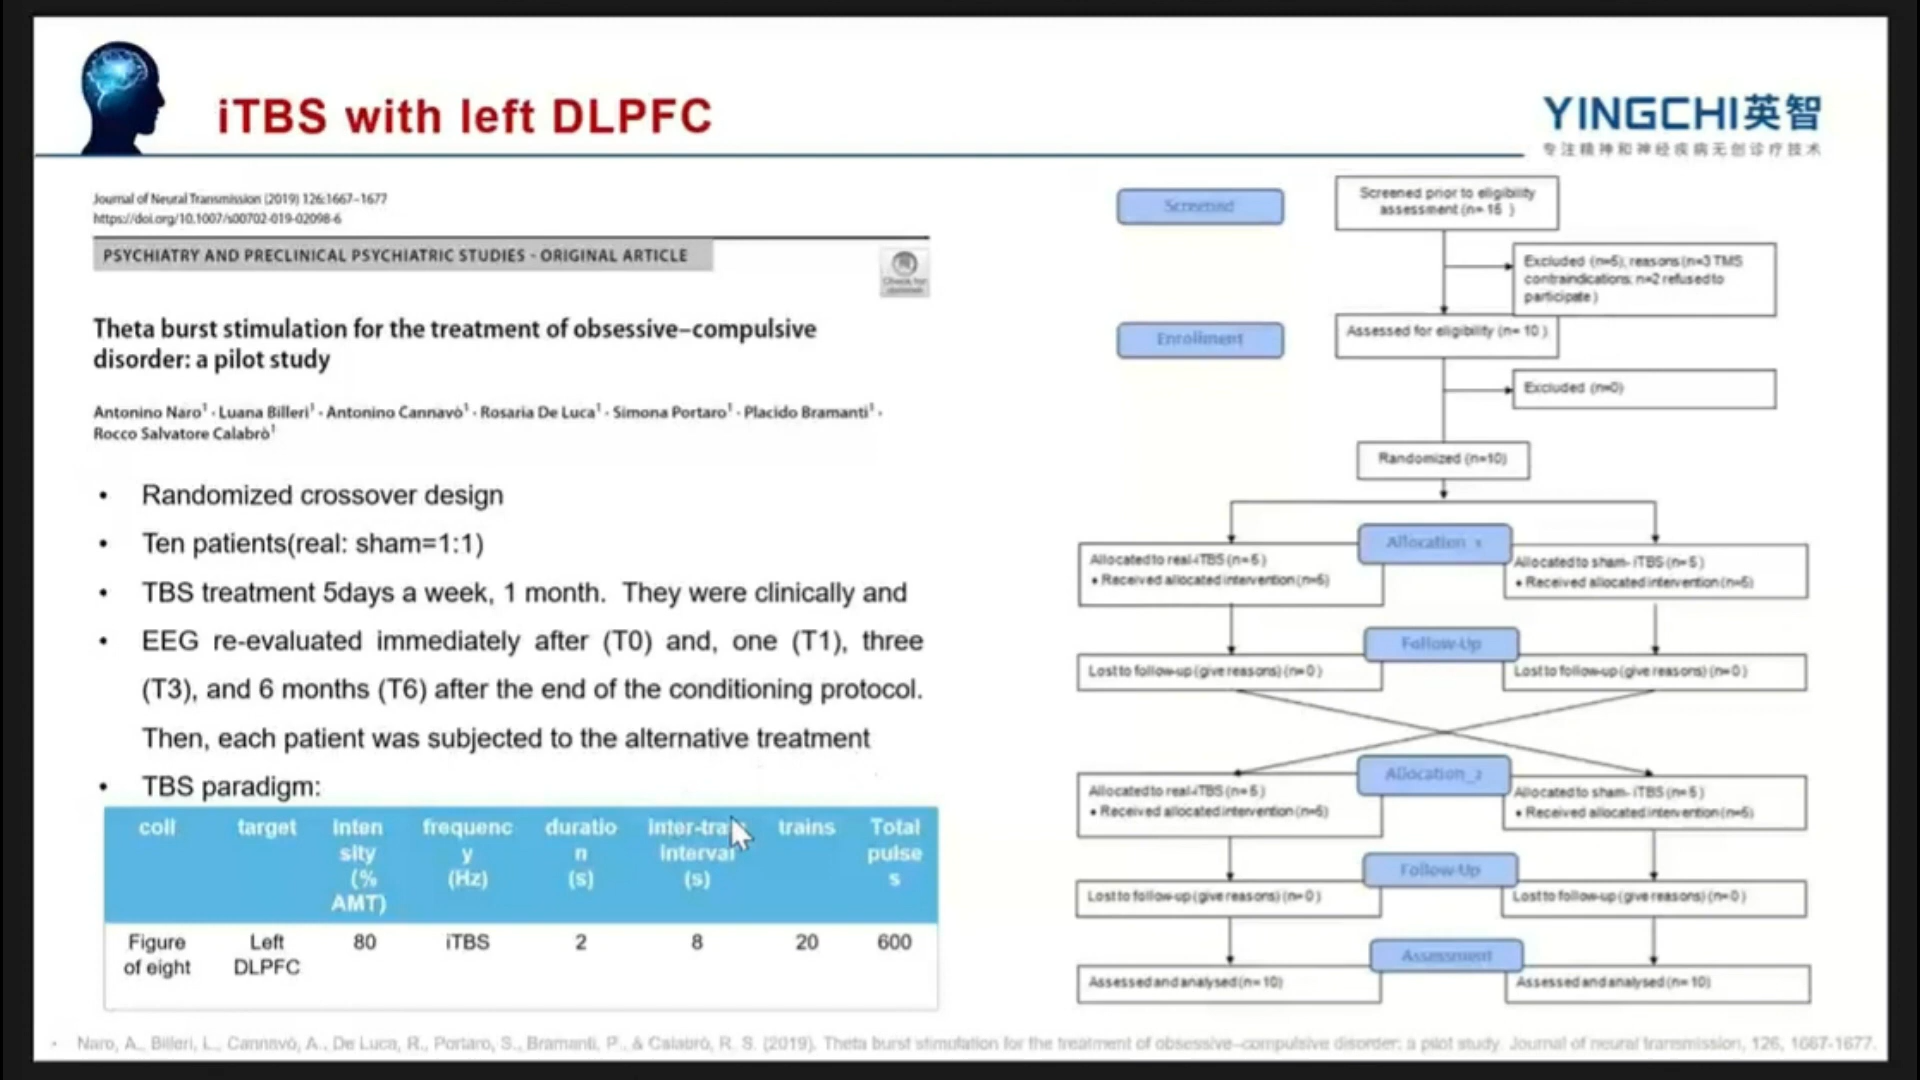 iTBS with left DLPFC
YINGCHI英智
专注精神和神经疾病无创诊疗技术
Journal of Neural Transmission (2019) 126:1667–1677
https://doi.org/10.1007/s00702-019-02098-6
PSYCHIATRY AND PRECLINICAL PSYCHIATRIC STUDIES - ORIGINAL ARTICLE
Check for
updates
Theta burst stimulation for the treatment of obsessive–compulsive
disorder: a pilot study
Antonino Naro1 · Luana Billeri1 · Antonino Cannavò1 · Rosaria De Luca1 · Simona Portaro1 · Placido Bramanti1 ·
Rocco Salvatore Calabrò1
• Randomized crossover design
• Ten patients(real: sham=1:1)
• TBS treatment 5days a week, 1 month. They were clinically and
• EEG re-evaluated immediately after (T0) and, one (T1), three
(T3), and 6 months (T6) after the end of the conditioning protocol.
Then, each patient was subjected to the alternative treatment
• TBS paradigm:
coil target inten frequenc duratio inter-train trains Total
sity y n interval pulse
(% (Hz) (s) (s) s
AMT)
Figure Left 80 iTBS 2 8 20 600
of eight DLPFC
Screened
Screened prior to eligibility
assessment (n= 15 )
Excluded (n=5); reasons (n=3 TMS
contraindications; n=2 refused to
participate)
Enrollment
Assessed for eligibility (n= 10 )
Excluded (n=0)
Randomized (n=10)
Allocation_1
Allocated to real-iTBS (n=5)
• Received allocated intervention (n=5)
Allocated to sham- iTBS (n=5)
• Received allocated intervention (n=5)
Follow-Up
Lost to follow-up (give reasons) (n=0)
Lost to follow-up (give reasons) (n=0)
Allocation_2
Allocated to real-iTBS (n=5)
• Received allocated intervention (n=5)
Allocated to sham- iTBS (n=5)
• Received allocated intervention (n=5)
Follow-Up
Lost to follow-up (give reasons) (n=0)
Lost to follow-up (give reasons) (n=0)
Assessment
Assessed and analysed (n=10)
Assessed and analysed (n=10)
• Naro, A., Billeri, L., Cannavò, A., De Luca, R., Portaro, S., Bramanti, P., & Calabrò, R. S. (2019). Theta burst stimulation for the treatment of obsessive–compulsive disorder: a pilot study. Journal of neural transmission, 126, 1667-1677.